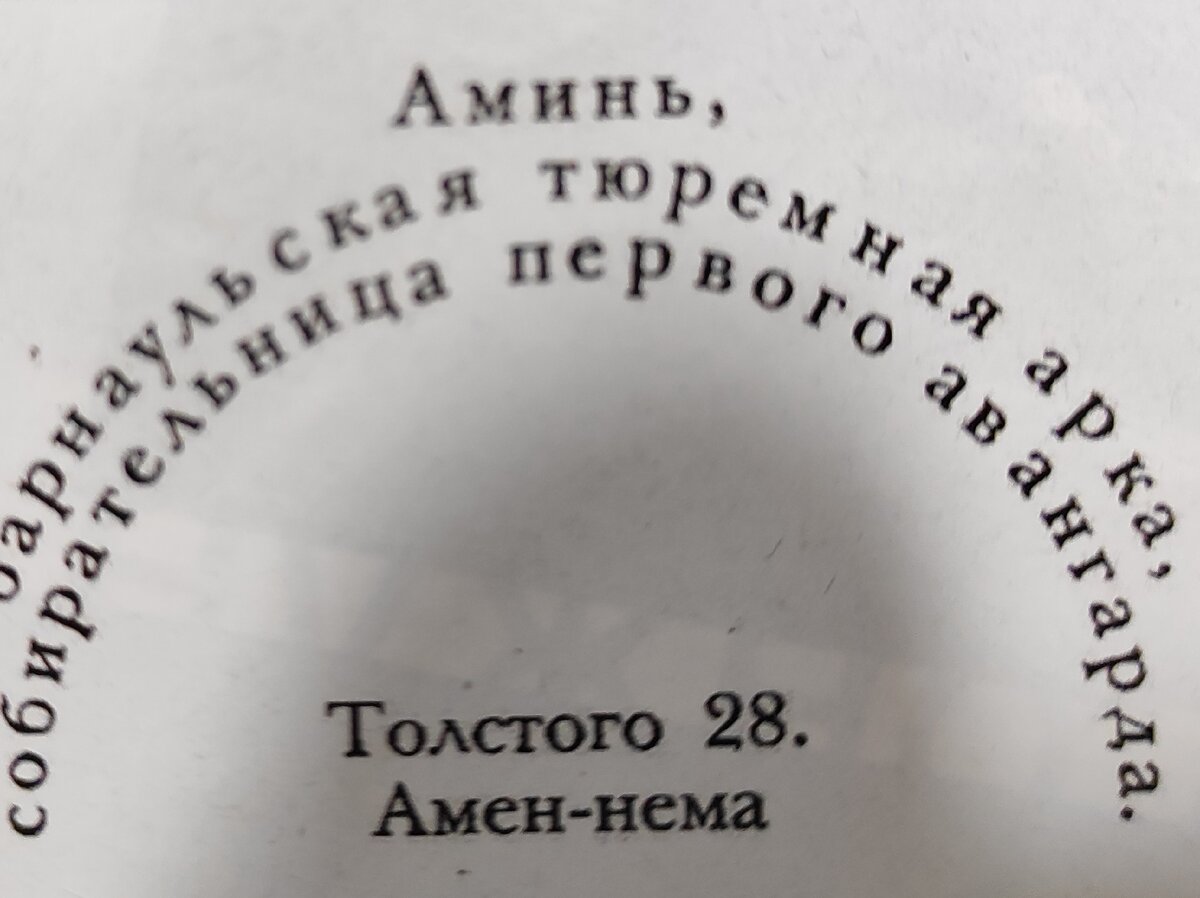 Аминь,
барнаульская тюремная арка,
собирательница первого авангарда.
Толстого 28.
Амен-нема